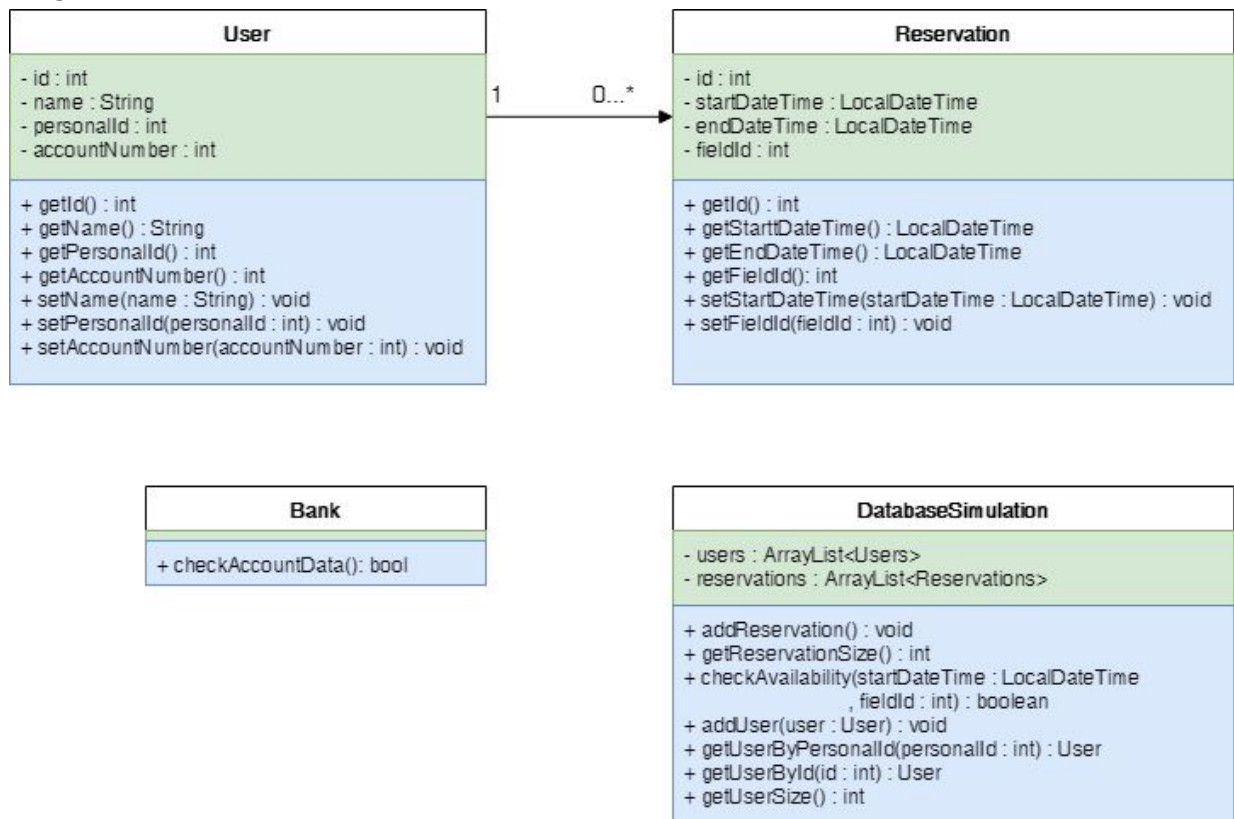 User
- id : int
- name : String
- personalId : int
- accountNumber : int
+ getId() : int
+ getName() : String
+ getPersonalId() : int
+ getAccountNumber() : int
+ setName(name : String) : void
+ setPersonalId(personalId : int) : void
+ setAccountNumber(accountNumber : int) : void
1 0...*
Reservation
- id : int
- startDateTime : LocalDateTime
- endDateTime : LocalDateTime
- fieldId : int
+ getId() : int
+ getStarttDateTime() : LocalDateTime
+ getEndDateTime() : LocalDateTime
+ getFieldId(): int
+ setStartDateTime(startDateTime : LocalDateTime) : void
+ setFieldId(fieldId : int) : void
Bank
+ checkAccountData(): bool
DatabaseSimulation
- users : ArrayList<Users>
- reservations : ArrayList<Reservations>
+ addReservation() : void
+ getReservationSize() : int
+ checkAvailability(startDateTime : LocalDateTime
, fieldId : int) : boolean
+ addUser(user : User) : void
+ getUserByPersonalId(personalId : int) : User
+ getUserById(id : int) : User
+ getUserSize() : int